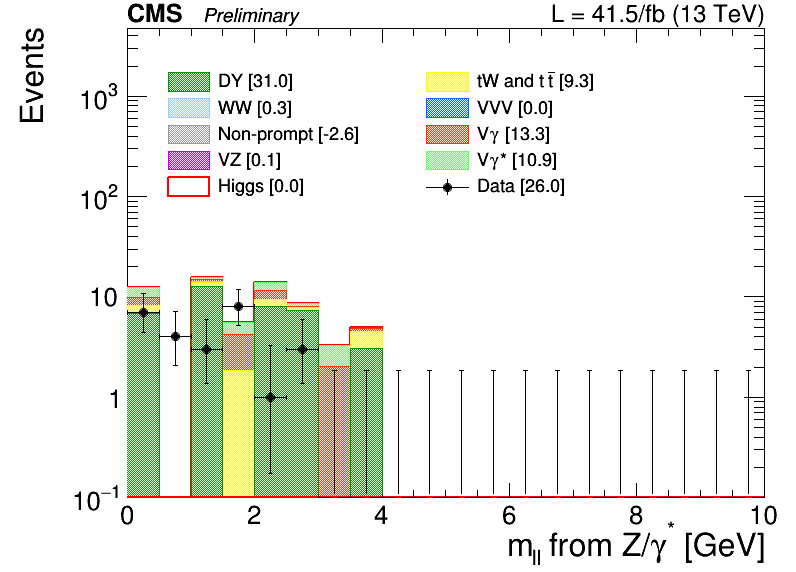 CMS Preliminary L = 41.5/fb (13 TeV)
Events
DY [31.0] tW and tt̅ [9.3]
WW [0.3] VVV [0.0]
Non-prompt [-2.6] Vγ [13.3]
VZ [0.1] Vγ* [10.9]
Higgs [0.0] Data [26.0]
10³
10²
10
1
10⁻¹
0 2 4 6 8 10
m_ll from Z/γ* [GeV]